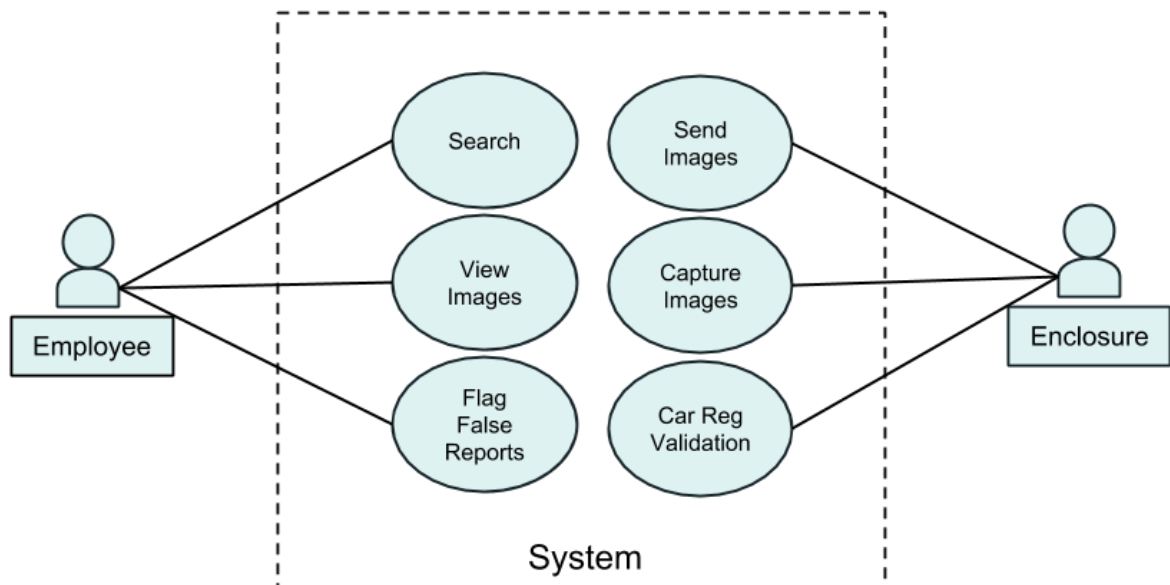 Search
Send
Images
View
Images
Capture
Images
Employee
Enclosure
Flag
False
Reports
Car Reg
Validation
System